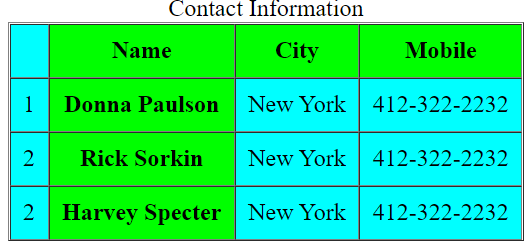 Contact Information
Name City Mobile
1 Donna Paulson New York 412-322-2232
2 Rick Sorkin New York 412-322-2232
2 Harvey Specter New York 412-322-2232